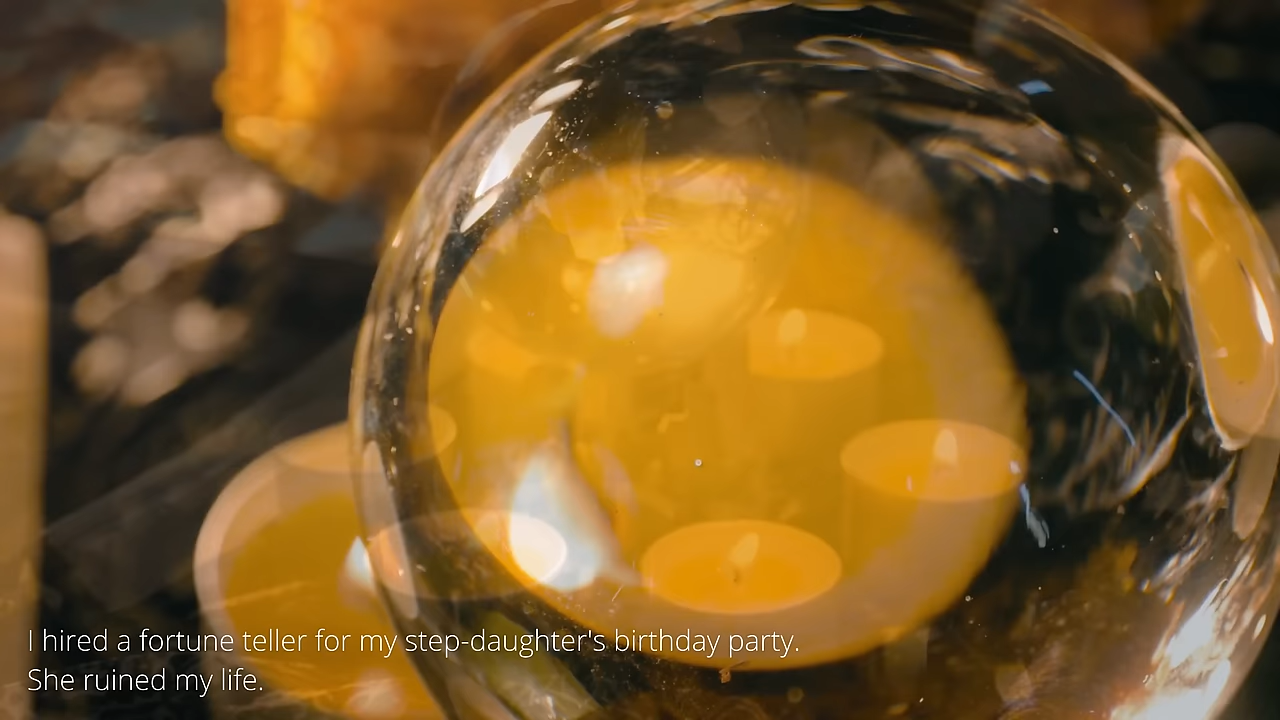 I hired a fortune teller for my step-daughter's birthday party.
She ruined my life.